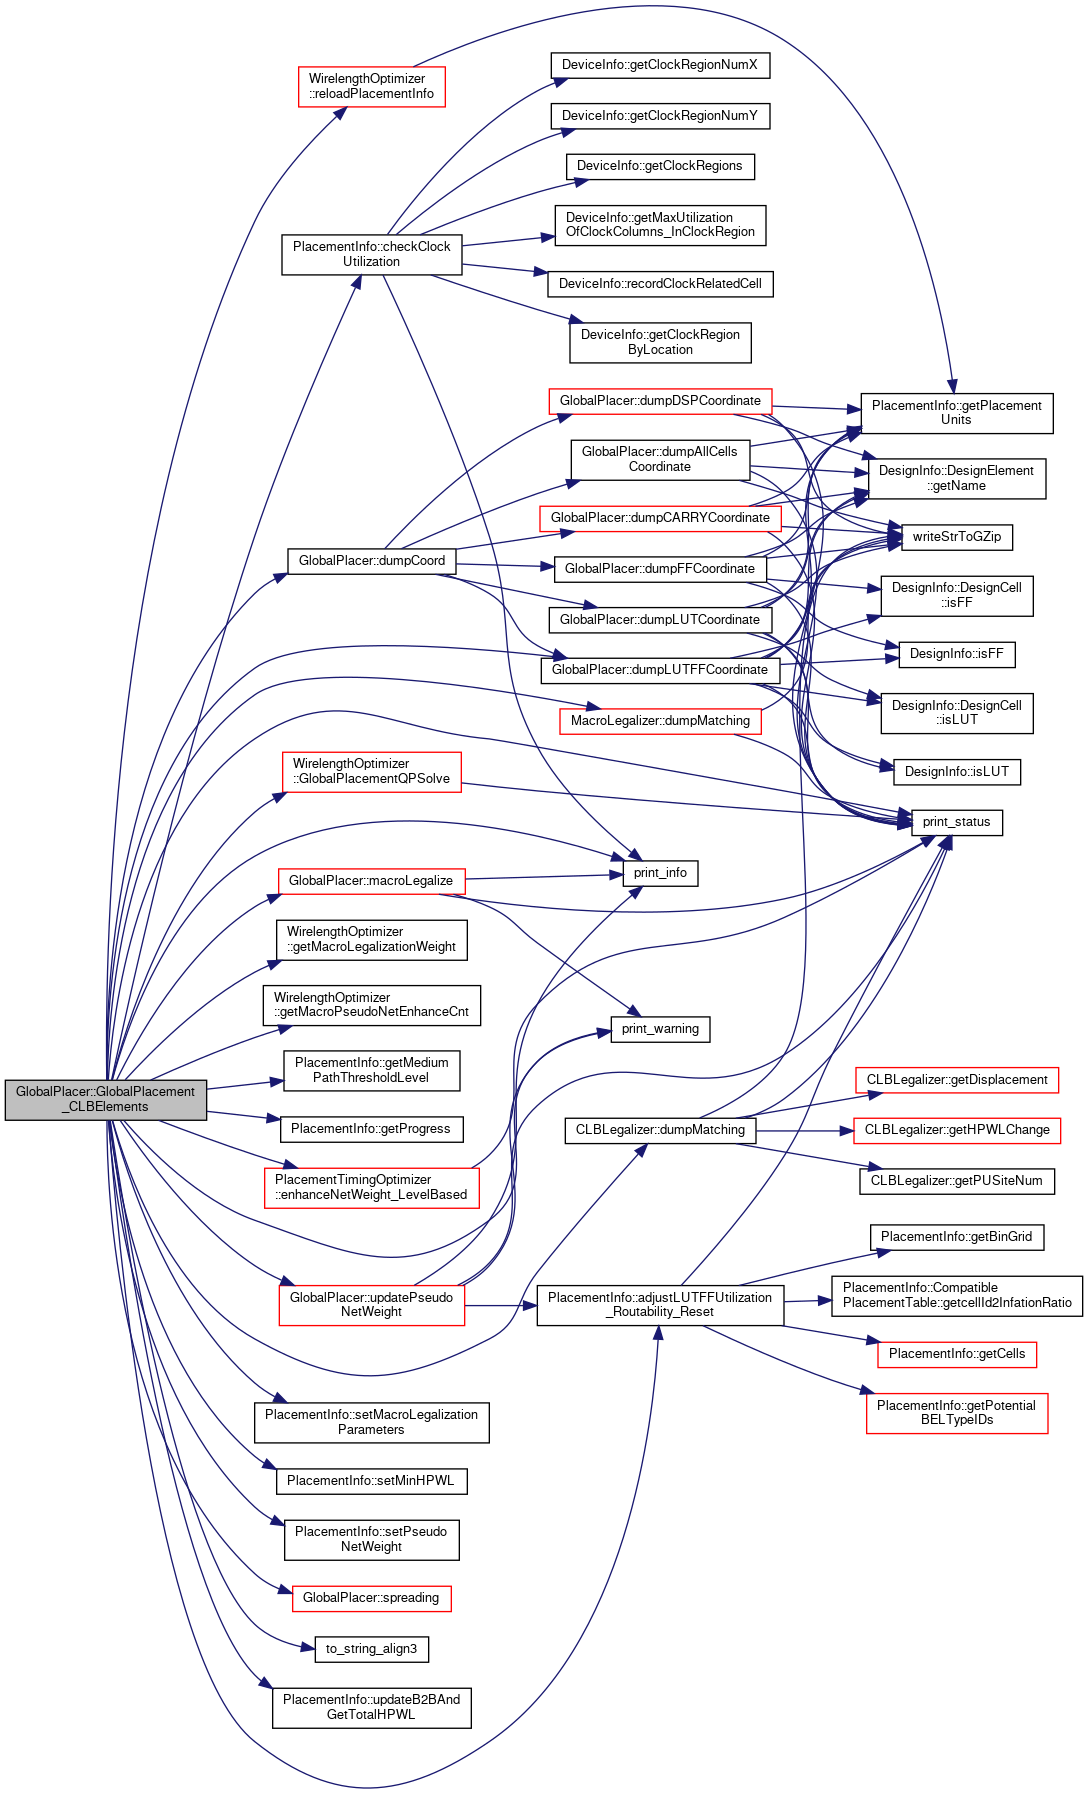 WirelengthOptimizer
::reloadPlacementInfo
DeviceInfo::getClockRegionNumX
DeviceInfo::getClockRegionNumY
DeviceInfo::getClockRegions
DeviceInfo::getMaxUtilization
OfClockColumns_InClockRegion
PlacementInfo::checkClock
Utilization
DeviceInfo::recordClockRelatedCell
DeviceInfo::getClockRegion
ByLocation
GlobalPlacer::dumpDSPCoordinate
PlacementInfo::getPlacement
Units
GlobalPlacer::dumpAllCells
Coordinate
DesignInfo::DesignElement
::getName
GlobalPlacer::dumpCARRYCoordinate
writeStrToGZip
GlobalPlacer::dumpCoord
GlobalPlacer::dumpFFCoordinate
DesignInfo::DesignCell
::isFF
GlobalPlacer::dumpLUTCoordinate
DesignInfo::isFF
GlobalPlacer::dumpLUTFFCoordinate
DesignInfo::DesignCell
::isLUT
MacroLegalizer::dumpMatching
WirelengthOptimizer
::GlobalPlacementQPSolve
DesignInfo::isLUT
print_status
GlobalPlacer::macroLegalize
print_info
WirelengthOptimizer
::getMacroLegalizationWeight
WirelengthOptimizer
::getMacroPseudoNetEnhanceCnt
print_warning
PlacementInfo::getMedium
PathThresholdLevel
GlobalPlacer::GlobalPlacement
_CLBElements
CLBLegalizer::getDisplacement
PlacementInfo::getProgress
CLBLegalizer::dumpMatching
CLBLegalizer::getHPWLChange
PlacementTimingOptimizer
::enhanceNetWeight_LevelBased
CLBLegalizer::getPUSiteNum
PlacementInfo::getBinGrid
GlobalPlacer::updatePseudo
NetWeight
PlacementInfo::adjustLUTFFUtilization
_Routability_Reset
PlacementInfo::Compatible
PlacementTable::getcellId2InfationRatio
PlacementInfo::getCells
PlacementInfo::getPotential
BELTypeIDs
PlacementInfo::setMacroLegalization
Parameters
PlacementInfo::setMinHPWL
PlacementInfo::setPseudo
NetWeight
GlobalPlacer::spreading
to_string_align3
PlacementInfo::updateB2BAnd
GetTotalHPWL